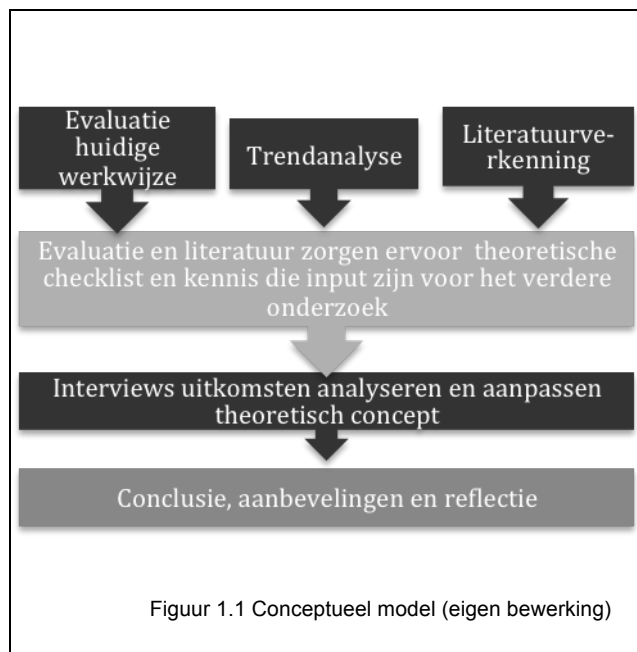 Evaluatie
huidige
werkwijze
Trendanalyse
Literatuurve-
rkenning
Evaluatie en literatuur zorgen ervoor  theoretische
checklist en kennis die input zijn voor het verdere
onderzoek
Interviews uitkomsten analyseren en aanpassen
theoretisch concept
Conclusie, aanbevelingen en reflectie
Figuur 1.1 Conceptueel model (eigen bewerking)